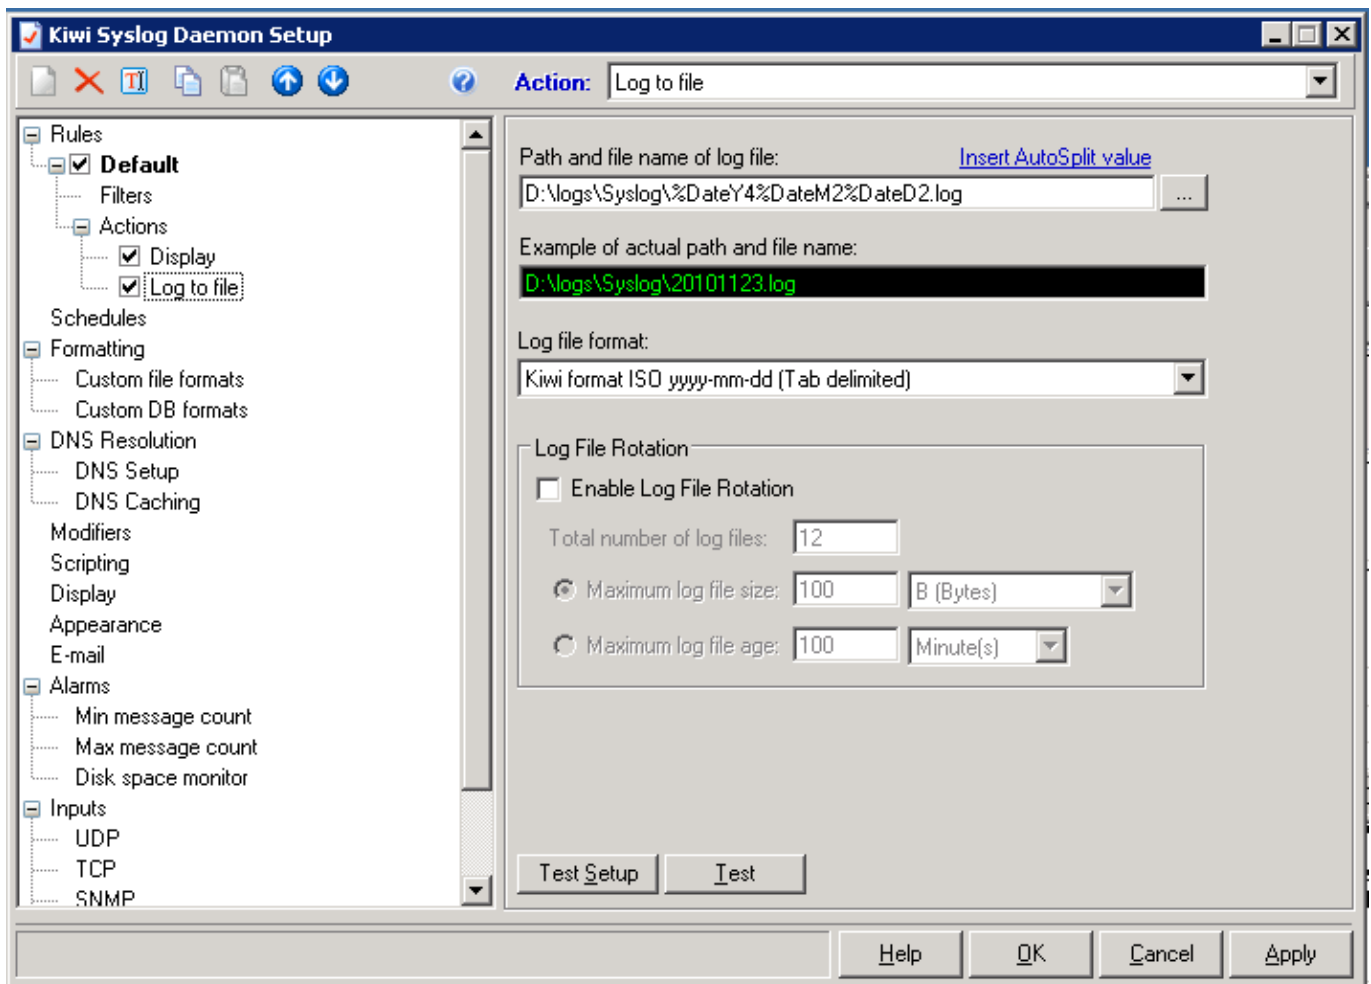 Kiwi Syslog Daemon Setup
Action: Log to file
Rules
Default
Filters
Actions
Display
Log to file
Schedules
Formatting
Custom file formats
Custom DB formats
DNS Resolution
DNS Setup
DNS Caching
Modifiers
Scripting
Display
Appearance
E-mail
Alarms
Min message count
Max message count
Disk space monitor
Inputs
UDP
TCP
SNMP
Path and file name of log file: Insert AutoSplit value
D:\logs\Syslog\%DateY4%DateM2%DateD2.log ...
Example of actual path and file name:
D:\logs\Syslog\20101123.log
Log file format:
Kiwi format ISO yyyy-mm-dd (Tab delimited)
Log File Rotation
Enable Log File Rotation
Total number of log files: 12
Maximum log file size: 100 B (Bytes)
Maximum log file age: 100 Minute(s)
Test Setup Test
Help OK Cancel Apply